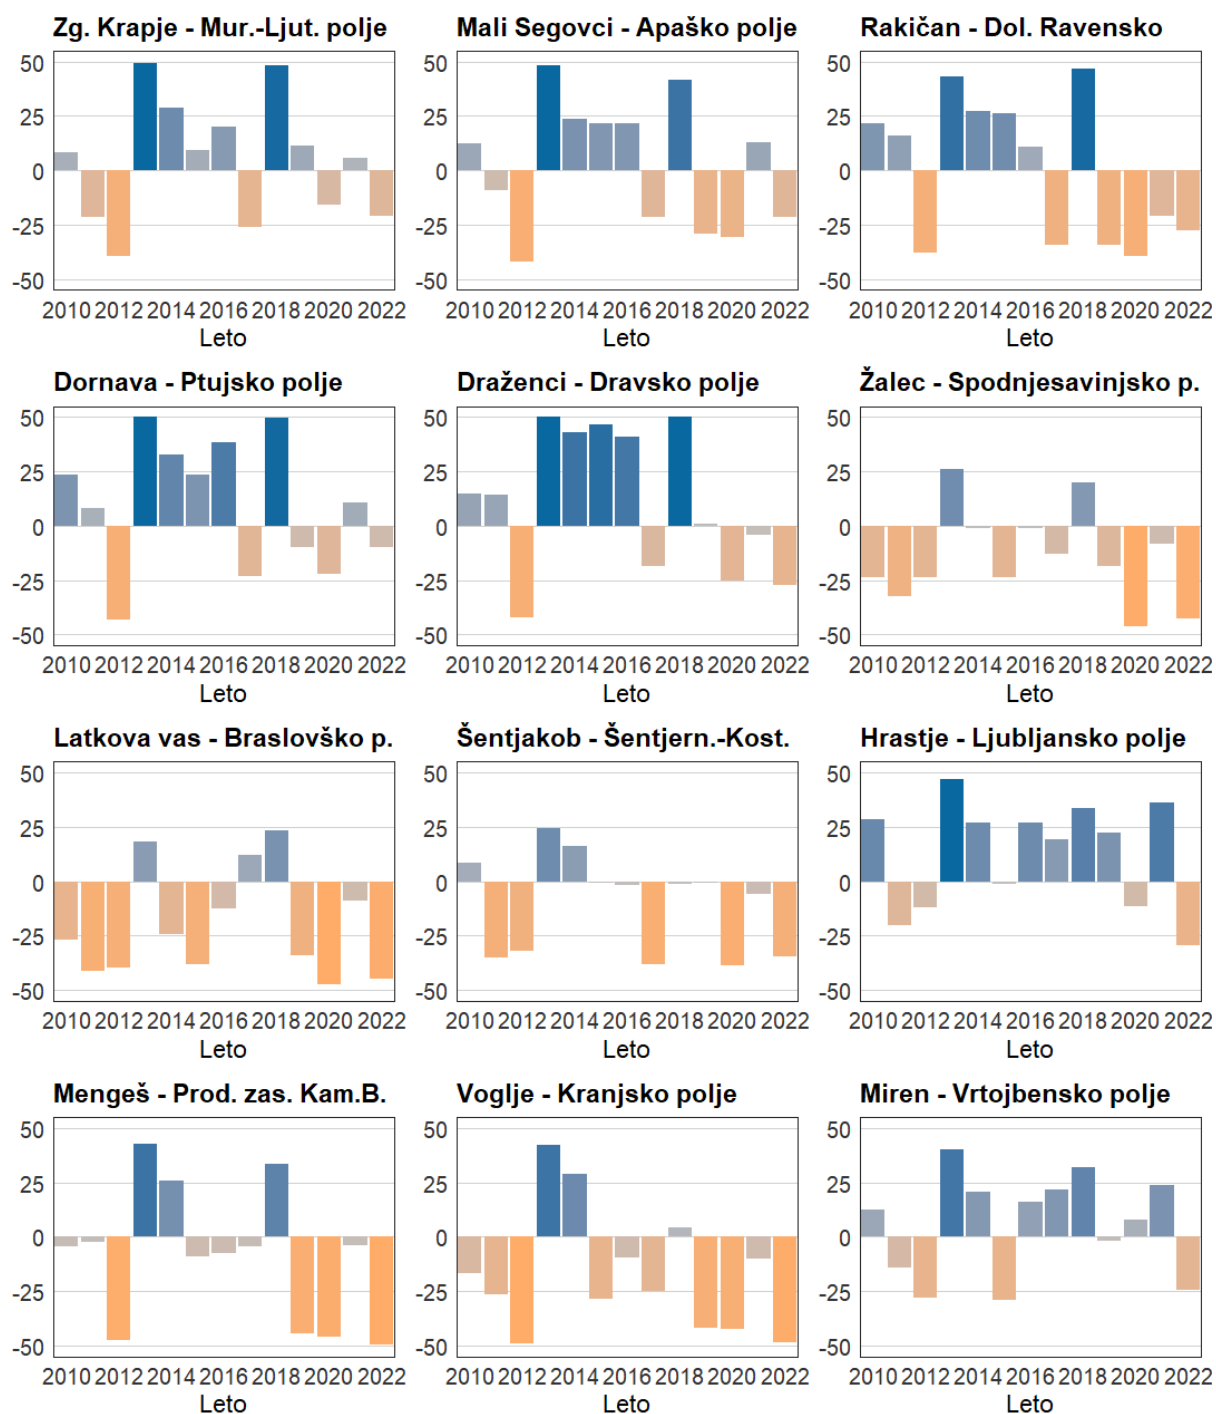 Zg. Krapje - Mur.-Ljut. polje
50
25
0
-25
-50
2010 2012 2014 2016 2018 2020 2022
Leto
Mali Segovci - Apaško polje
50
25
0
-25
-50
2010 2012 2014 2016 2018 2020 2022
Leto
Rakičan - Dol. Ravensko
50
25
0
-25
-50
2010 2012 2014 2016 2018 2020 2022
Leto
Dornava - Ptujsko polje
50
25
0
-25
-50
2010 2012 2014 2016 2018 2020 2022
Leto
Draženci - Dravsko polje
50
25
0
-25
-50
2010 2012 2014 2016 2018 2020 2022
Leto
Žalec - Spodnjesavinjsko p.
50
25
0
-25
-50
2010 2012 2014 2016 2018 2020 2022
Leto
Latkova vas - Braslovško p.
50
25
0
-25
-50
2010 2012 2014 2016 2018 2020 2022
Leto
Šentjakob - Šentjern.-Kost.
50
25
0
-25
-50
2010 2012 2014 2016 2018 2020 2022
Leto
Hrastje - Ljubljansko polje
50
25
0
-25
-50
2010 2012 2014 2016 2018 2020 2022
Leto
Mengeš - Prod. zas. Kam.B.
50
25
0
-25
-50
2010 2012 2014 2016 2018 2020 2022
Leto
Voglje - Kranjsko polje
50
25
0
-25
-50
2010 2012 2014 2016 2018 2020 2022
Leto
Miren - Vrtojbensko polje
50
25
0
-25
-50
2010 2012 2014 2016 2018 2020 2022
Leto